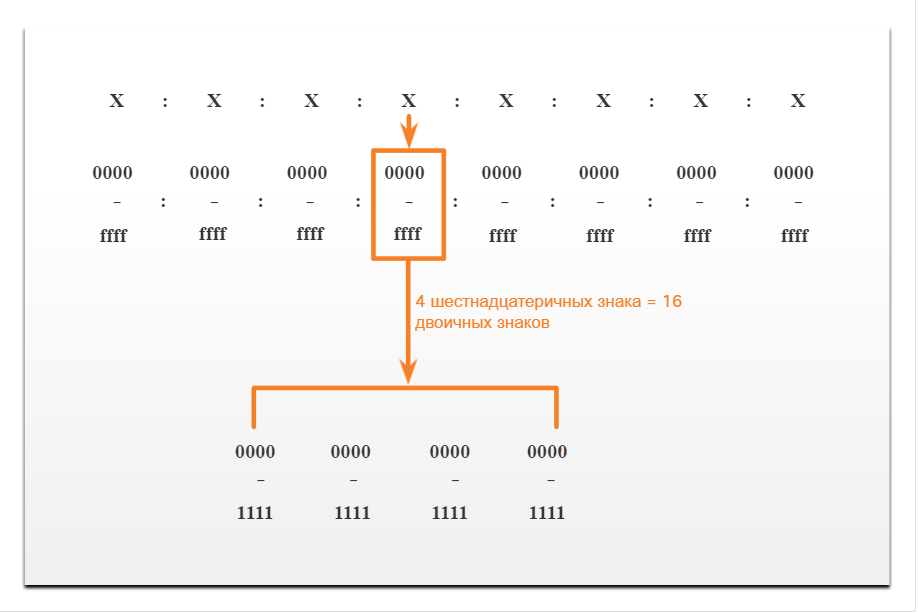 X : X : X : X : X : X : X : X
0000 0000 0000 0000 0000 0000 0000 0000
– : – : – : – : – : – : – : –
ffff ffff ffff ffff ffff ffff ffff ffff
4 шестнадцатеричных знака = 16
двоичных знаков
0000 0000 0000 0000
– – – –
1111 1111 1111 1111